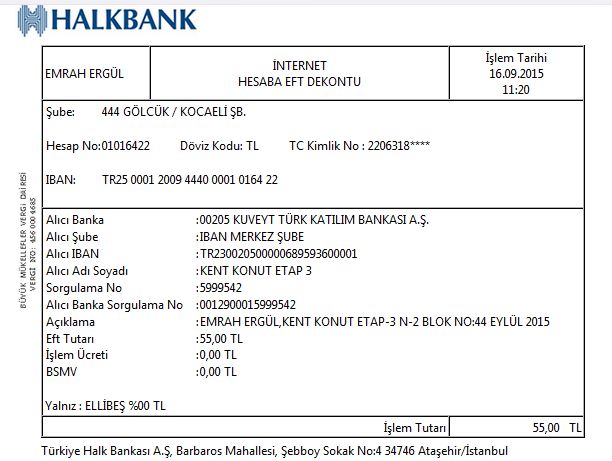 HALKBANK
EMRAH ERGÜL
İNTERNET
HESABA EFT DEKONTU
İşlem Tarihi
16.09.2015
11:20
Şube: 444 GÖLCÜK / KOCAELİ ŞB.
Hesap No:01016422 Döviz Kodu: TL TC Kimlik No : 2206318****
IBAN: TR25 0001 2009 4440 0001 0164 22
BÜYÜK MÜKELLEFLER VERGİ DAİRESİ
VERGİ NO: 456 000 4685
Alıcı Banka :00205 KUVEYT TÜRK KATILIM BANKASI A.Ş.
Alıcı Şube :IBAN MERKEZ ŞUBE
Alıcı IBAN :TR230020500000689593600001
Alıcı Adı Soyadı :KENT KONUT ETAP 3
Sorgulama No :5999542
Alıcı Banka Sorgulama No :0012900015999542
Açıklama :EMRAH ERGÜL,KENT KONUT ETAP-3 N-2 BLOK NO:44 EYLÜL 2015
Eft Tutarı :55,00 TL
İşlem Ücreti :0,00 TL
BSMV :0,00 TL
Yalnız : ELLİBEŞ %00 TL
İşlem Tutarı 55,00 TL
Türkiye Halk Bankası A.Ş, Barbaros Mahallesi, Şebboy Sokak No:4 34746 Ataşehir/İstanbul